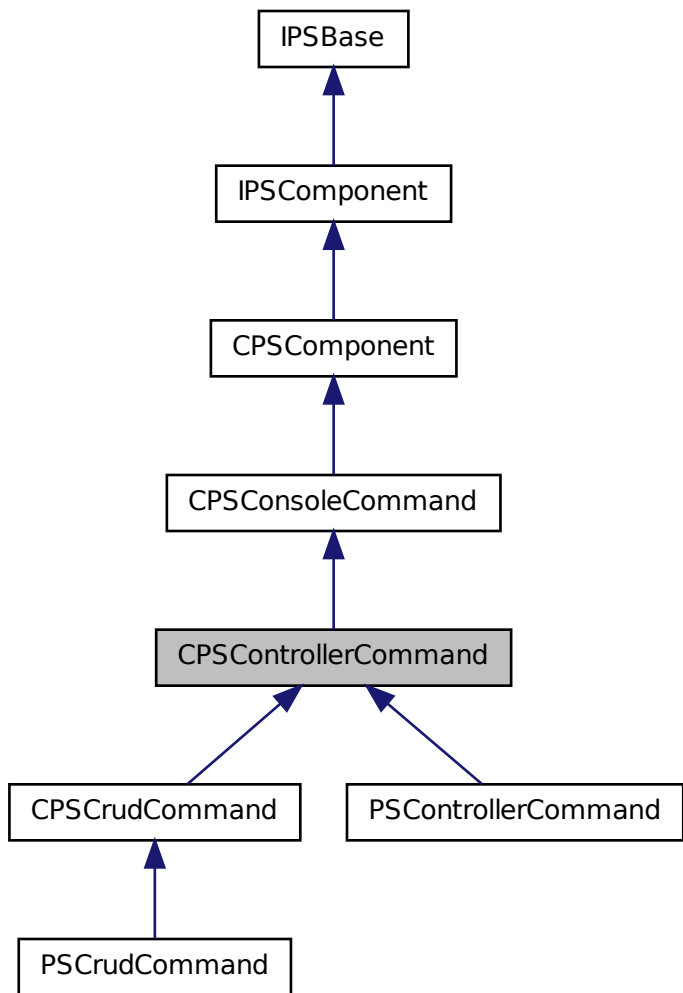 IPSBase
IPSComponent
CPSComponent
CPSConsoleCommand
CPSControllerCommand
CPSCrudCommand
PSControllerCommand
PSCrudCommand